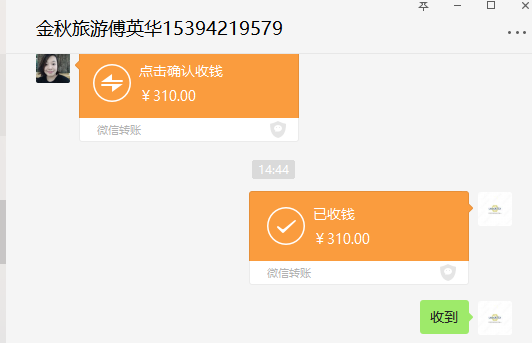 金秋旅游傅英华15394219579
点击确认收钱
￥310.00
微信转账
14:44
已收钱
￥310.00
微信转账
收到